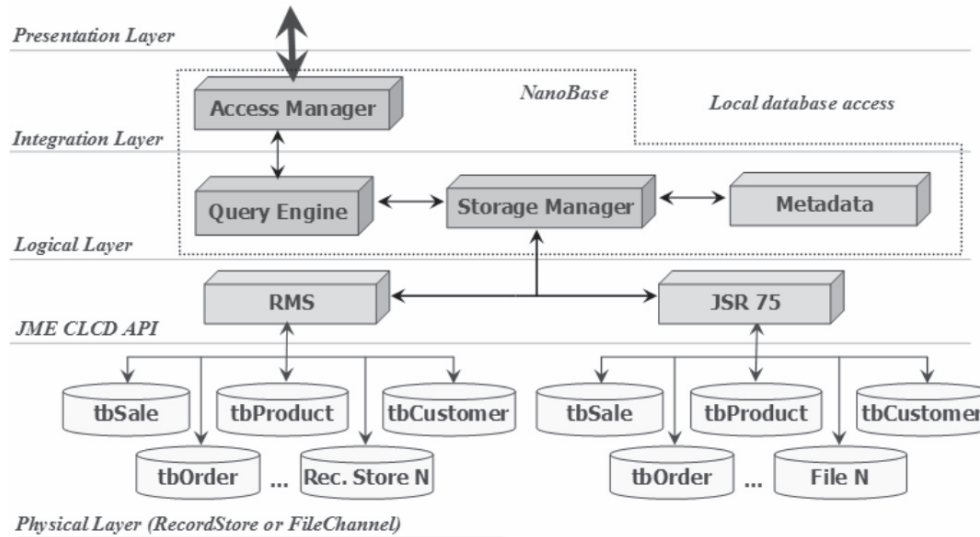 Presentation Layer
NanoBase
Local database access
Access Manager
Integration Layer
Query Engine
Storage Manager
Metadata
Logical Layer
RMS
JSR 75
JME CLCD API
tbSale
tbProduct
tbCustomer
tbSale
tbProduct
tbCustomer
tbOrder
...
Rec. Store N
tbOrder
...
File N
Physical Layer (RecordStore or FileChannel)